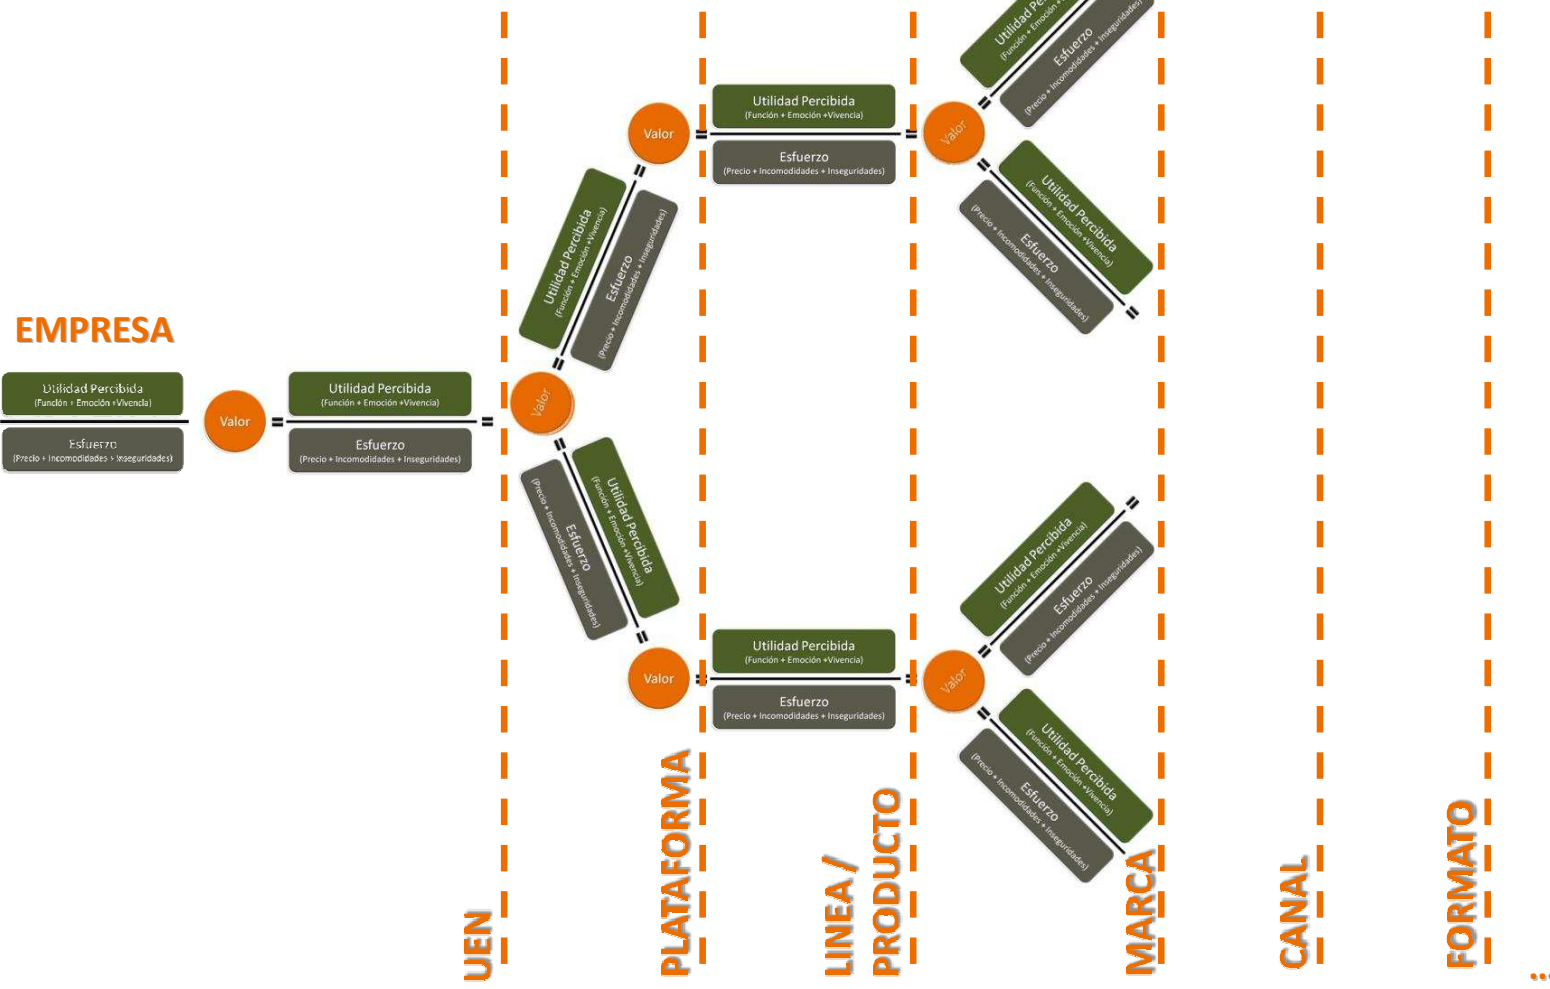 EMPRESA
Utilidad Percibida
(Función + Emoción +Vivencia)
Esfuerzo
(Precio + Incomodidades + Inseguridades)
Valor
=
Utilidad Percibida
(Función + Emoción +Vivencia)
Esfuerzo
(Precio + Incomodidades + Inseguridades)
=
Valor
=
Utilidad Percibida
(Función + Emoción +Vivencia)
Esfuerzo
(Precio + Incomodidades + Inseguridades)
=
Valor
=
Utilidad Percibida
(Función + Emoción +Vivencia)
Esfuerzo
(Precio + Incomodidades + Inseguridades)
=
Valor
=
Utilidad
(Función + Emoción +Vivencia)
Esfuerzo
(Precio + Incomodidades + Inseguridades)
=
Utilidad Percibida
(Función + Emoción +Vivencia)
Esfuerzo
(Precio + Incomodidades + Inseguridades)
=
=
Utilidad Percibida
(Función + Emoción +Vivencia)
Esfuerzo
(Precio + Incomodidades + Inseguridades)
=
Valor
=
Utilidad Percibida
(Función + Emoción +Vivencia)
Esfuerzo
(Precio + Incomodidades + Inseguridades)
=
Valor
=
Utilidad Percibida
(Función + Emoción +Vivencia)
Esfuerzo
(Precio + Incomodidades + Inseguridades)
=
=
Utilidad Percibida
(Función + Emoción +Vivencia)
Esfuerzo
(Precio + Incomodidades + Inseguridades)
UEN
PLATAFORMA
LINEA /
PRODUCTO
MARCA
CANAL
FORMATO
...